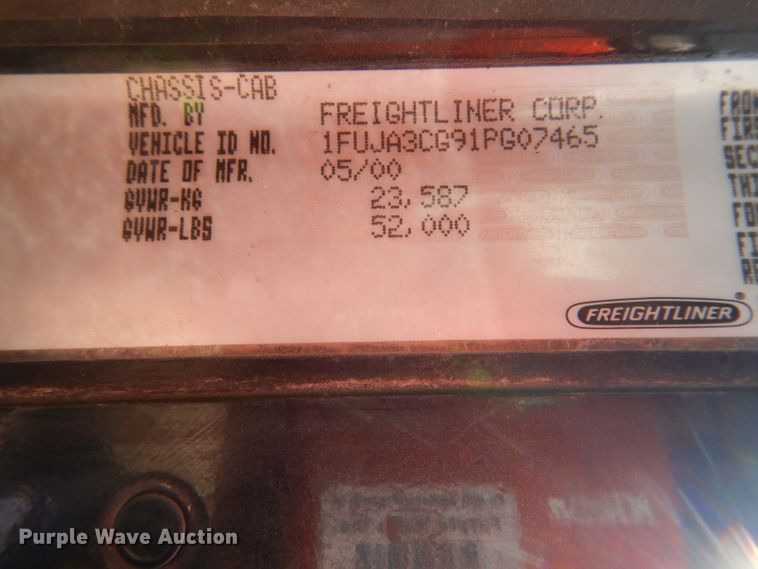 CHASSIS-CAB
MFD. BY FREIGHTLINER CORP.
VEHICLE ID NO. 1FUJA3CG91PG07465
DATE OF MFR. 05/00
GVWR-KG 23,587
GVWR-LBS 52,000
FREIGHTLINER®
Purple Wave Auction